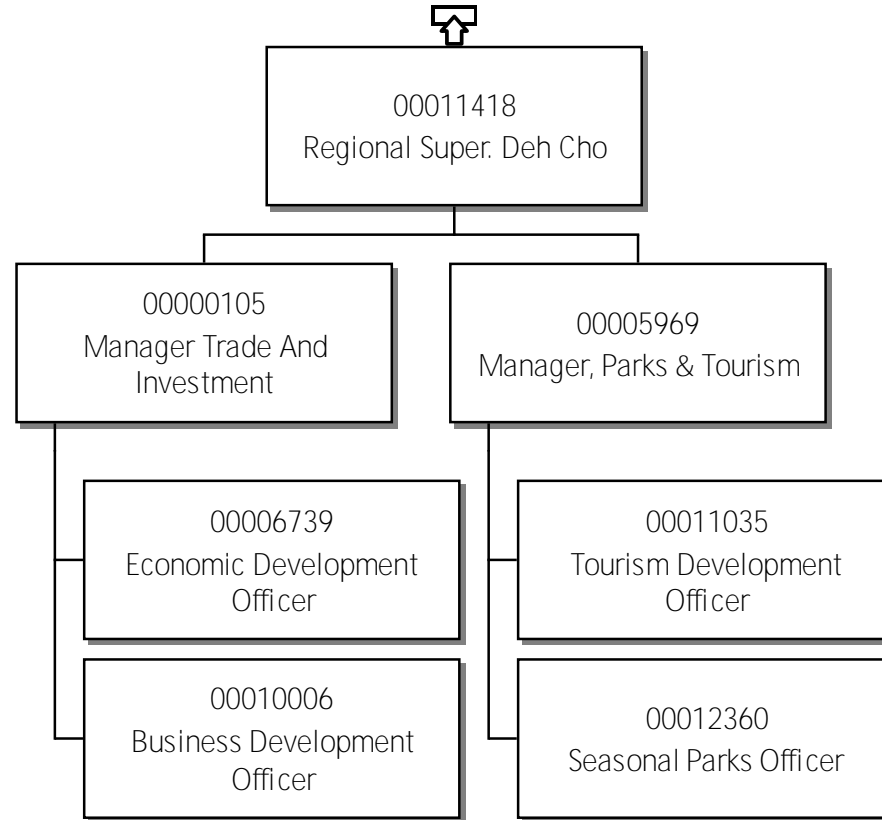 00011418
Regional Super. Deh Cho
00000105
Manager Trade And
Investment
00005969
Manager, Parks & Tourism
00006739
Economic Development
Officer
00010006
Business Development
Officer
00011035
Tourism Development
Officer
00012360
Seasonal Parks Officer